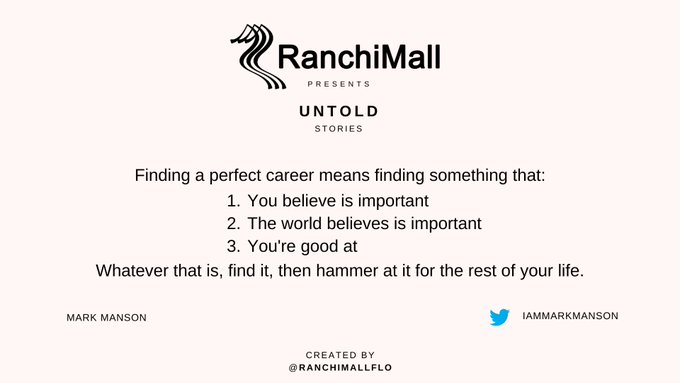 RanchiMall
PRESENTS
UNTOLD
STORIES
Finding a perfect career means finding something that:
1. You believe is important
2. The world believes is important
3. You're good at
Whatever that is, find it, then hammer at it for the rest of your life.
MARK MANSON
IAMMARKMANSON
CREATED BY
@RANCHIMALLFLO